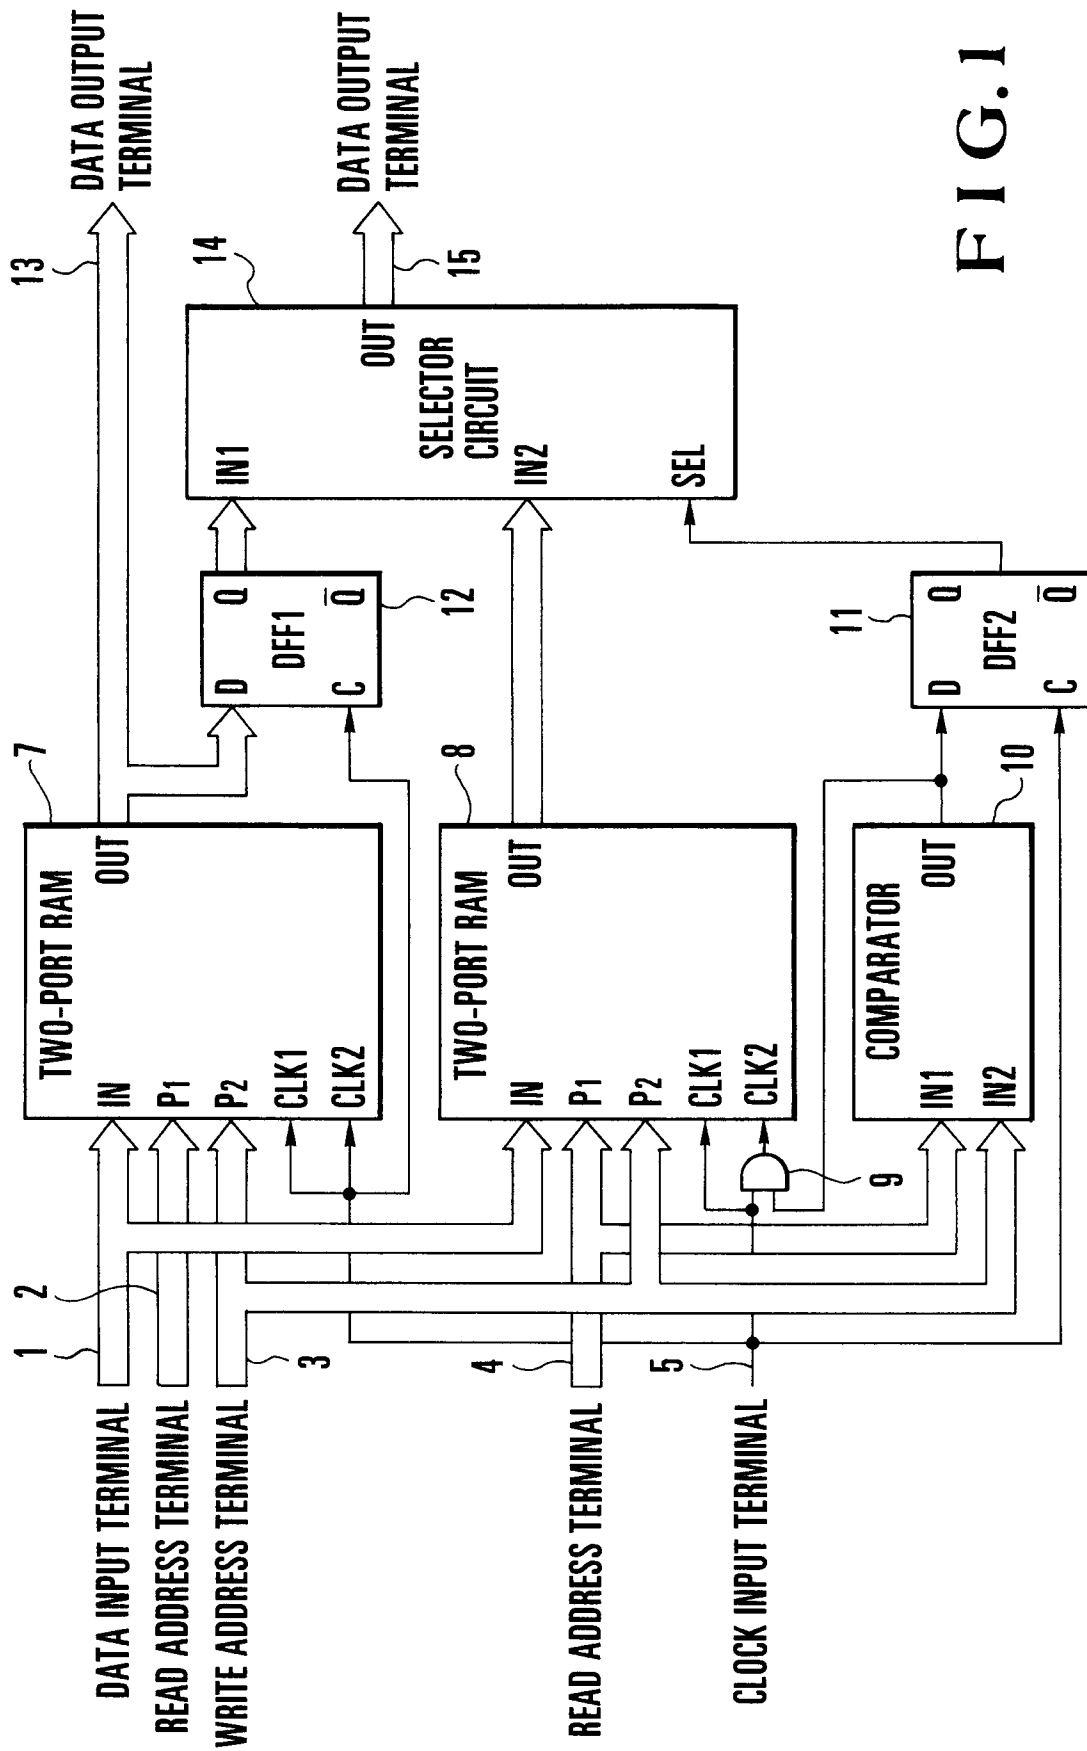 DATA INPUT TERMINAL
READ ADDRESS TERMINAL
WRITE ADDRESS TERMINAL
READ ADDRESS TERMINAL
CLOCK INPUT TERMINAL
1
2
3
4
5
7
TWO-PORT RAM
IN
P1
P2
CLK1
CLK2
OUT
8
TWO-PORT RAM
IN
P1
P2
CLK1
CLK2
OUT
9
10
COMPARATOR
IN1
IN2
OUT
12
D
Q
DFF1
C
Q̅
11
D
Q
DFF2
C
Q̅
14
IN1
OUT
SELECTOR
CIRCUIT
IN2
SEL
13
DATA OUTPUT
TERMINAL
15
DATA OUTPUT
TERMINAL
FIG. 1